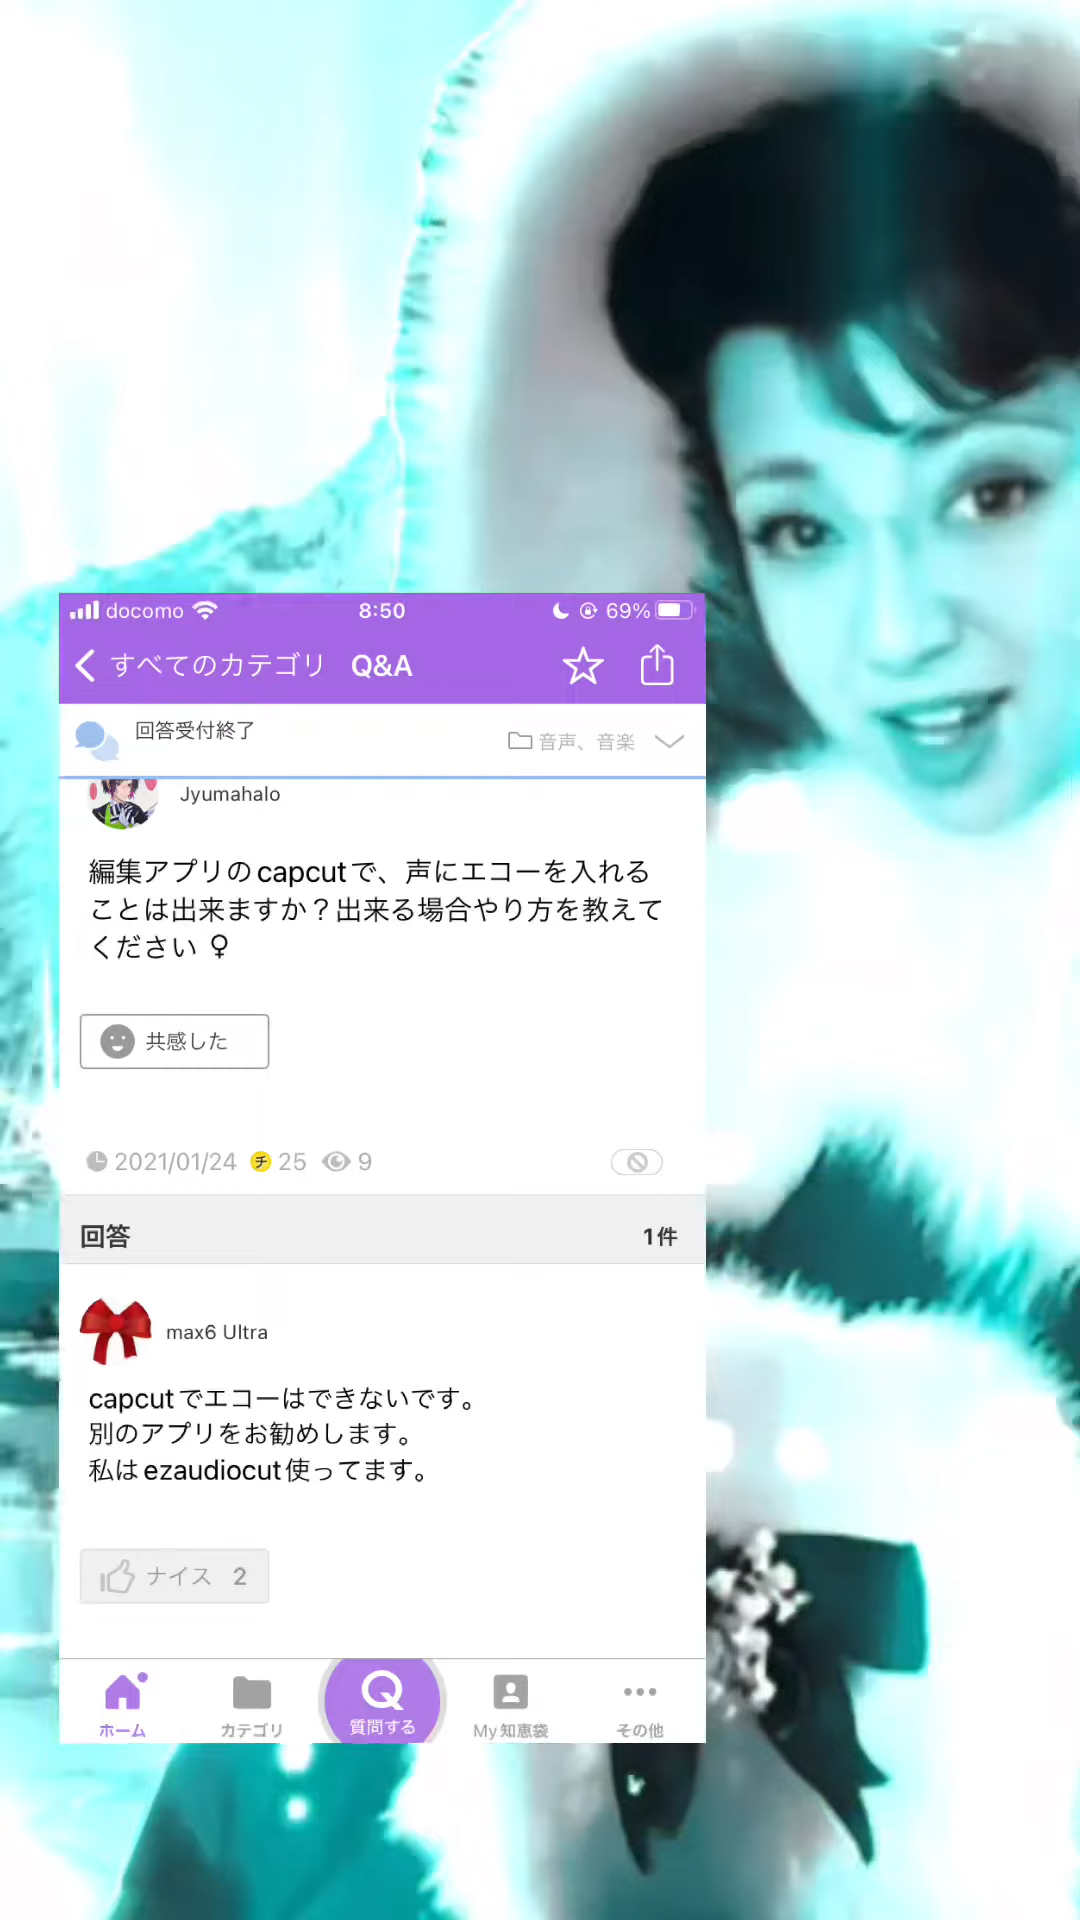 docomo 8:50 69%
すべてのカテゴリ Q&A
回答受付終了
音声、音楽
Jyumahalo
編集アプリのcapcutで、声にエコーを入れる
ことは出来ますか？出来る場合やり方を教えて
ください ♀
共感した
2021/01/24 チ 25 9
回答 1件
max6 Ultra
capcutでエコーはできないです。
別のアプリをお勧めします。
私はezaudiocut使ってます。
ナイス 2
Q
ホーム カテゴリ 質問する My知恵袋 その他